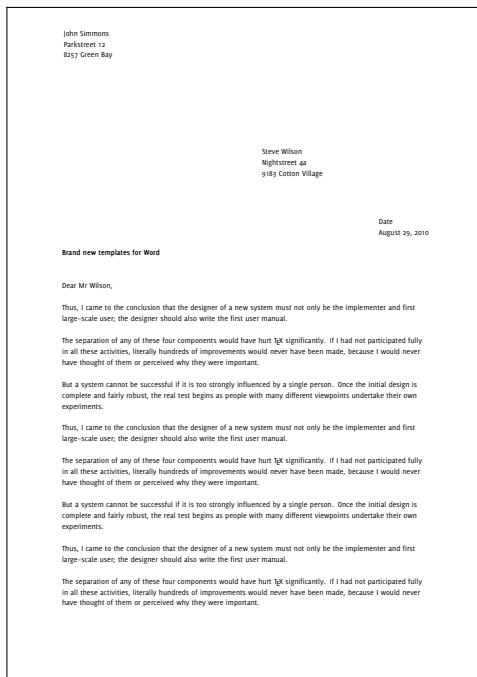 John Simmons
Parkstreet 12
8257 Green Bay
Steve Wilson
Nightstreet 4a
9183 Cotton Village
Date
August 29, 2010
Brand new templates for Word
Dear Mr Wilson,
Thus, I came to the conclusion that the designer of a new system must not only be the implementer and first
large–scale user; the designer should also write the first user manual.
The separation of any of these four components would have hurt TEX significantly. If I had not participated fully
in all these activities, literally hundreds of improvements would never have been made, because I would never
have thought of them or perceived why they were important.
But a system cannot be successful if it is too strongly influenced by a single person. Once the initial design is
complete and fairly robust, the real test begins as people with many different viewpoints undertake their own
experiments.
Thus, I came to the conclusion that the designer of a new system must not only be the implementer and first
large–scale user; the designer should also write the first user manual.
The separation of any of these four components would have hurt TEX significantly. If I had not participated fully
in all these activities, literally hundreds of improvements would never have been made, because I would never
have thought of them or perceived why they were important.
But a system cannot be successful if it is too strongly influenced by a single person. Once the initial design is
complete and fairly robust, the real test begins as people with many different viewpoints undertake their own
experiments.
Thus, I came to the conclusion that the designer of a new system must not only be the implementer and first
large–scale user; the designer should also write the first user manual.
The separation of any of these four components would have hurt TEX significantly. If I had not participated fully
in all these activities, literally hundreds of improvements would never have been made, because I would never
have thought of them or perceived why they were important.